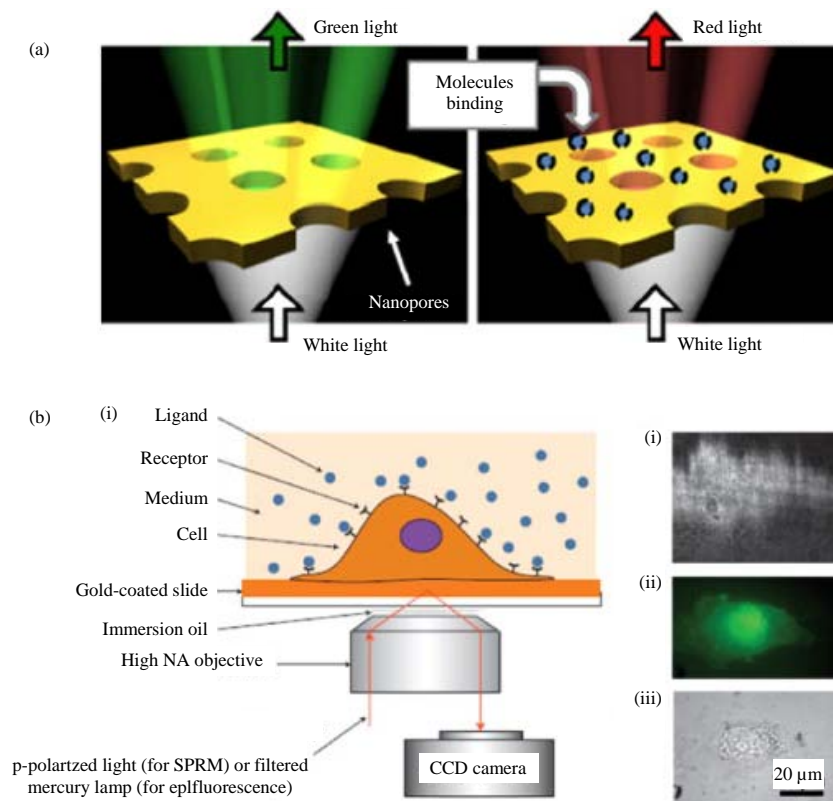 (a)
Green light
Red light
Molecules
binding
Nanopores
White light
White light
(b)
(i)
Ligand
Receptor
Medium
Cell
Gold-coated slide
Immersion oil
High NA objective
p-polartzed light (for SPRM) or filtered
mercury lamp (for eplfluorescence)
CCD camera
(i)
(ii)
(iii)
20 µm